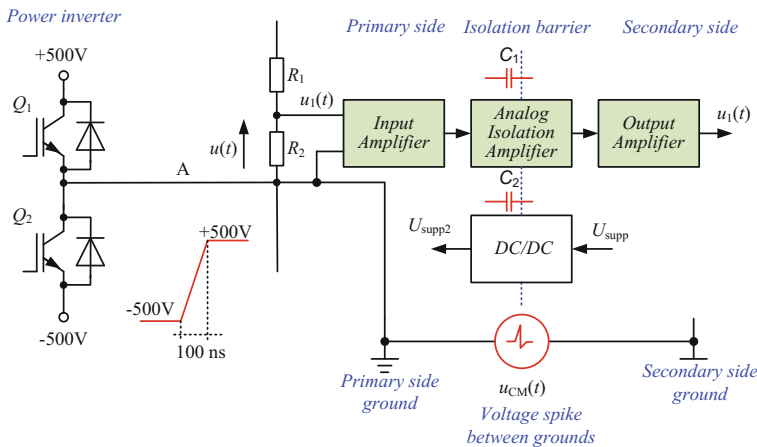 Power inverter
+500V
Q1
A
Q2
-500V
-500V
+500V
100 ns
u(t)
R1
u1(t)
R2
Primary side
Isolation barrier
Secondary side
C1
Input
Amplifier
Analog
Isolation
Amplifier
Output
Amplifier
u1(t)
C2
Usupp2
DC/DC
Usupp
Primary side
ground
uCM(t)
Voltage spike
between grounds
Secondary side
ground